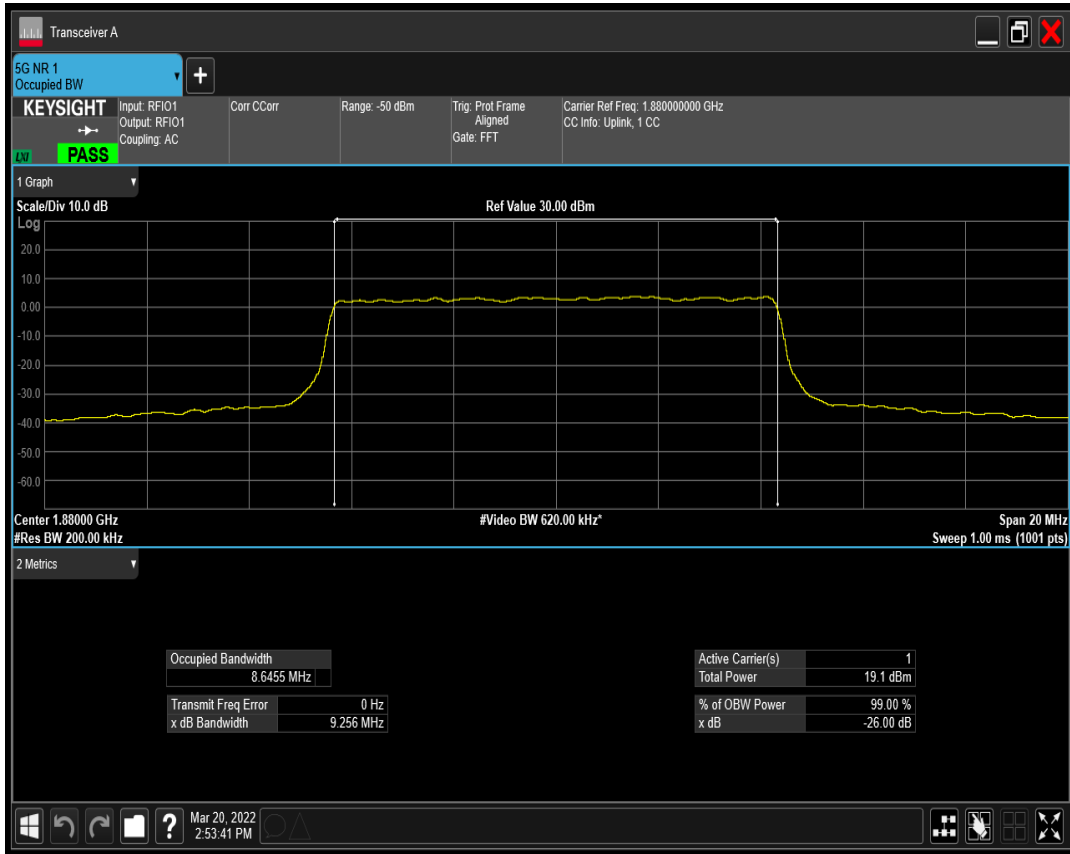 Transceiver A
5G NR 1
Occupied BW
KEYSIGHT
LXI
PASS
Input: RFIO1
Output: RFIO1
Coupling: AC
Corr CCorr
Range: -50 dBm
Trig: Prot Frame
Aligned
Gate: FFT
Carrier Ref Freq: 1.880000000 GHz
CC Info: Uplink, 1 CC
1 Graph
Scale/Div 10.0 dB
Ref Value 30.00 dBm
Log
20.0
10.0
0.00
-10.0
-20.0
-30.0
-40.0
-50.0
-60.0
Center 1.88000 GHz
#Video BW 620.00 kHz*
Span 20 MHz
#Res BW 200.00 kHz
Sweep 1.00 ms (1001 pts)
2 Metrics
Occupied Bandwidth
8.6455 MHz
Transmit Freq Error 0 Hz
x dB Bandwidth 9.256 MHz
Active Carrier(s) 1
Total Power 19.1 dBm
% of OBW Power 99.00 %
x dB -26.00 dB
?
Mar 20, 2022
2:53:41 PM